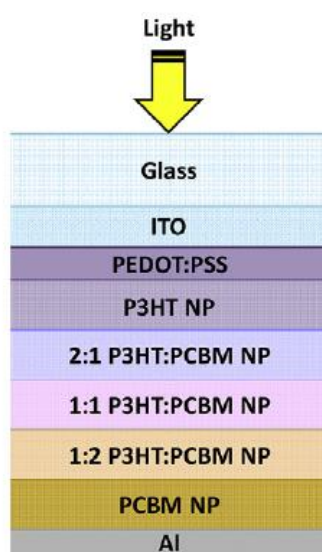 Light
Glass
ITO
PEDOT:PSS
P3HT NP
2:1 P3HT:PCBM NP
1:1 P3HT:PCBM NP
1:2 P3HT:PCBM NP
PCBM NP
Al